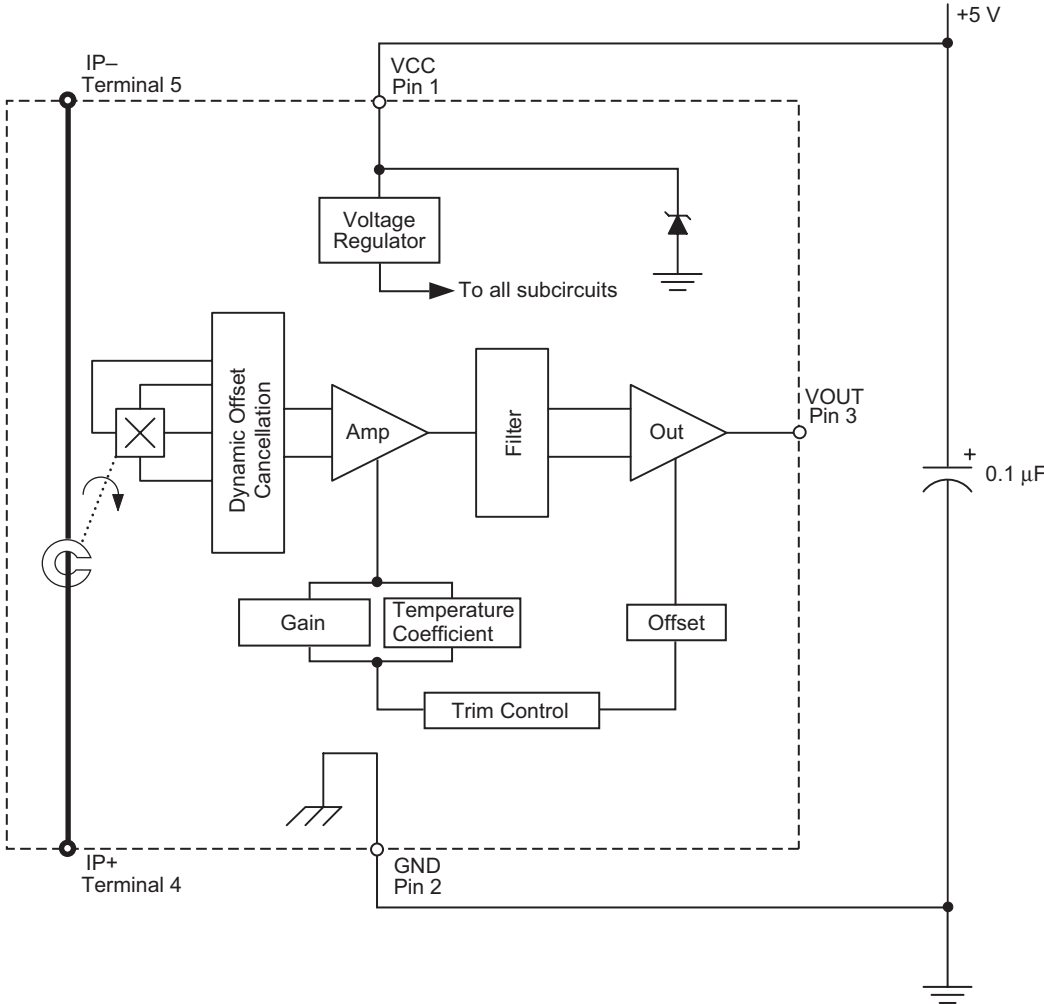 +5 V
IP–
Terminal 5
VCC
Pin 1
Voltage
Regulator
To all subcircuits
Dynamic Offset
Cancellation
Amp
Filter
Out
VOUT
Pin 3
+
0.1 μF
Gain
Temperature
Coefficient
Offset
Trim Control
IP+
Terminal 4
GND
Pin 2